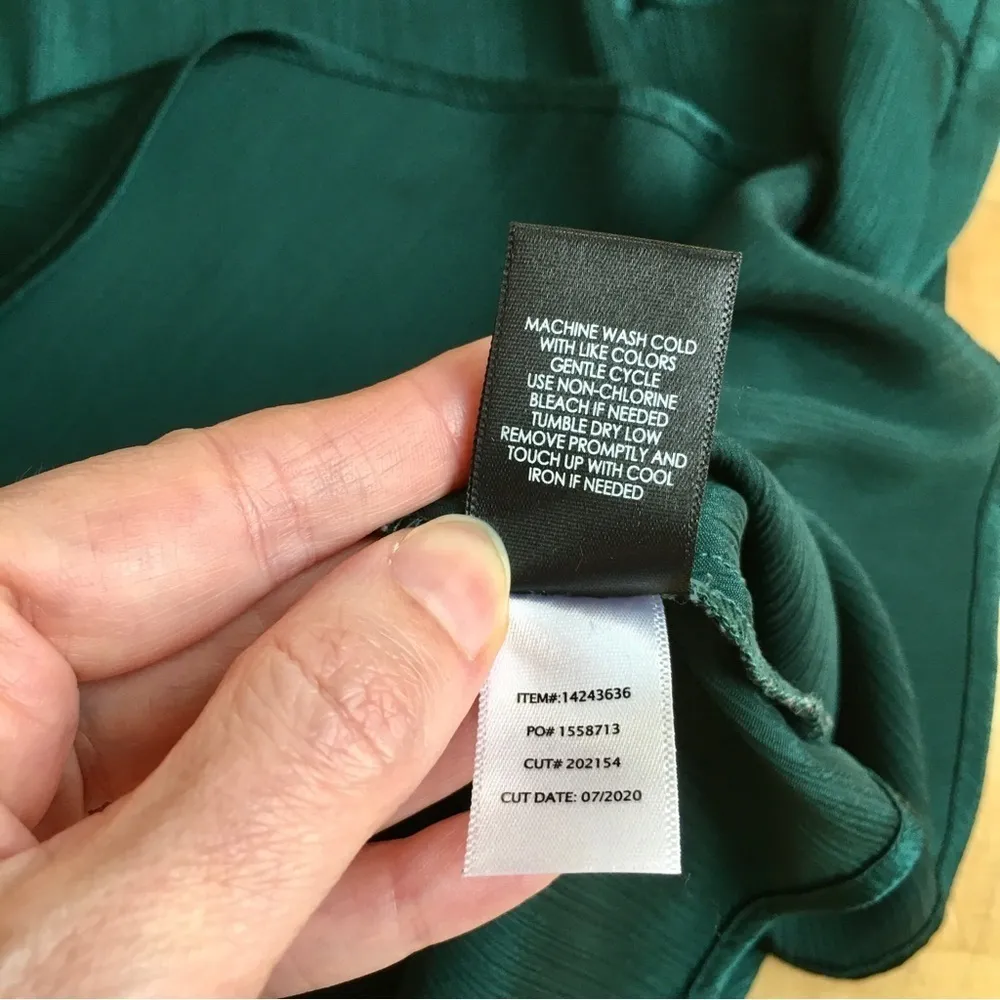 MACHINE WASH COLD
WITH LIKE COLORS
GENTLE CYCLE
USE NON-CHLORINE
BLEACH IF NEEDED
TUMBLE DRY LOW
REMOVE PROMPTLY AND
TOUCH UP WITH COOL
IRON IF NEEDED
ITEM#:14243636
PO# 1558713
CUT# 202154
CUT DATE: 07/2020